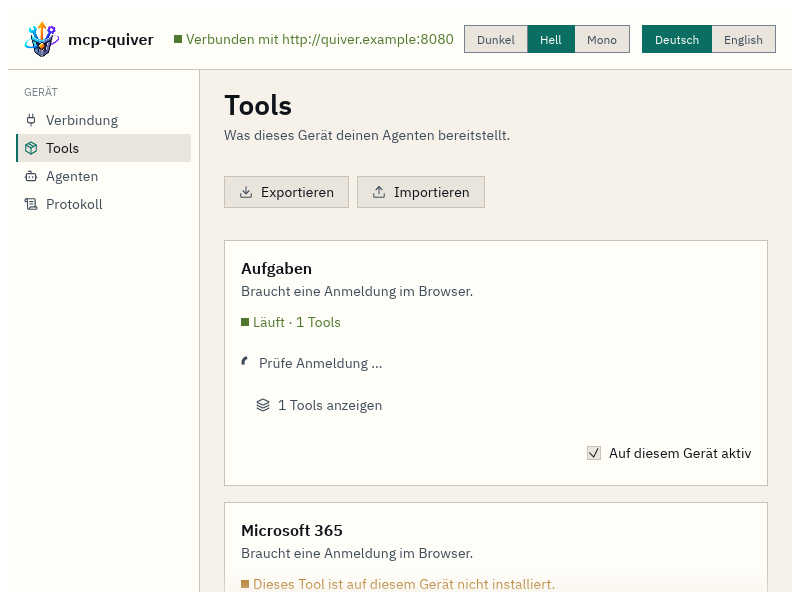 mcp-quiver
Verbunden mit http://quiver.example:8080
Dunkel
Hell
Mono
Deutsch
English
GERÄT
Verbindung
Tools
Agenten
Protokoll
Tools
Was dieses Gerät deinen Agenten bereitstellt.
Exportieren
Importieren
Aufgaben
Braucht eine Anmeldung im Browser.
Läuft · 1 Tools
Prüfe Anmeldung …
1 Tools anzeigen
Auf diesem Gerät aktiv
Microsoft 365
Braucht eine Anmeldung im Browser.
Dieses Tool ist auf diesem Gerät nicht installiert.